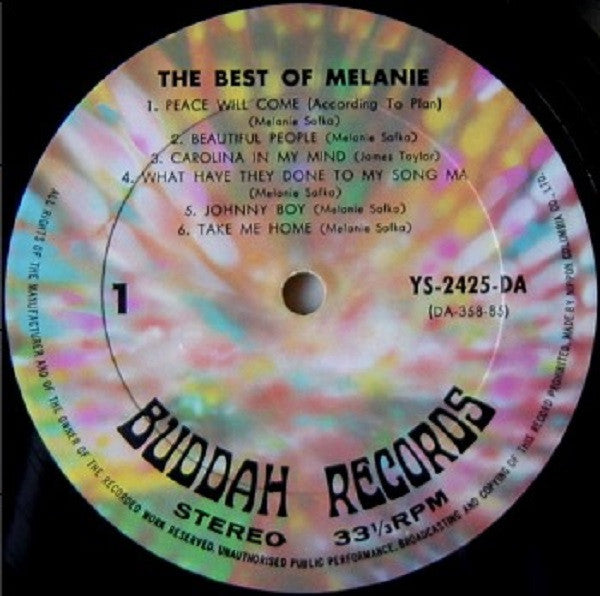 THE BEST OF MELANIE
1. PEACE WILL COME (According To Plan)
(Melanie Safka)
2. BEAUTIFUL PEOPLE (Melanie Safka)
3. CAROLINA IN MY MIND (James Taylor)
4. WHAT HAVE THEY DONE TO MY SONG MA
(Melanie Safka)
5. JOHNNY BOY (Melanie Safka)
6. TAKE ME HOME (Melanie Safka)
1
YS-2425-DA
(DA-358-85)
BUDDAH RECORDS
STEREO 33⅓RPM
ALL RIGHTS OF THE MANUFACTURER AND OF THE OWNER OF THE RECORDED WORK RESERVED. UNAUTHORISED PUBLIC PERFORMANCE, BROADCASTING AND COPYING OF THIS RECORD PROHIBITED. MADE BY NIPPON COLUMBIA CO. LTD.